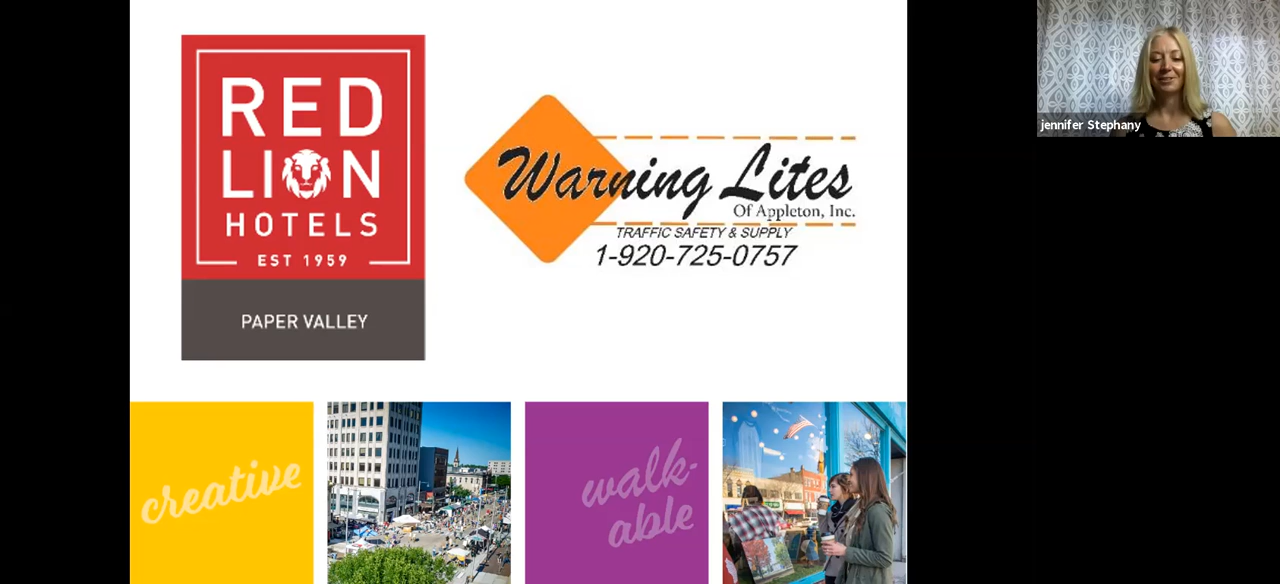 RED
LION
HOTELS
EST 1959
PAPER VALLEY
Warning Lites
Of Appleton, Inc.
TRAFFIC SAFETY & SUPPLY
1-920-725-0757
jennifer Stephany
creative
walk-
able